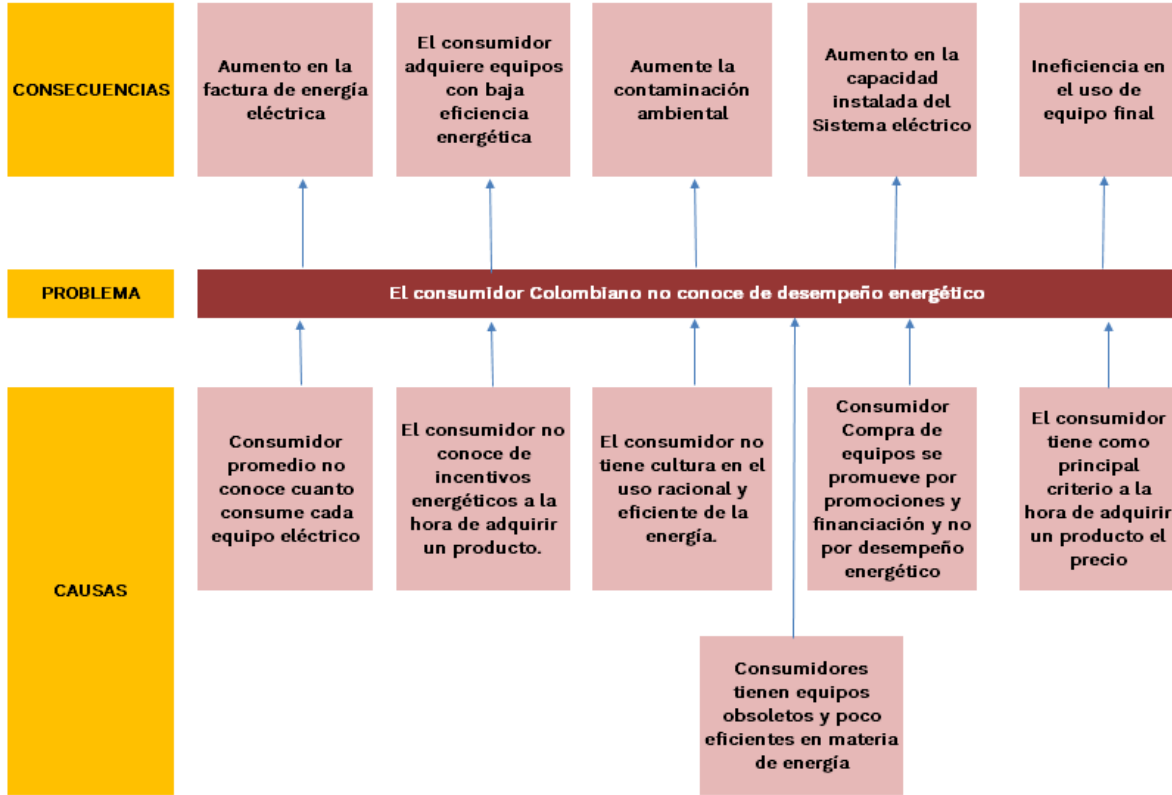 CONSECUENCIAS
Aumento en la
factura de energía
eléctrica
El consumidor
adquiere equipos
con baja
eficiencia
energética
Aumente la
contaminación
ambiental
Aumento en la
capacidad
instalada del
Sistema eléctrico
Ineficiencia en
el uso de
equipo final
PROBLEMA
El consumidor Colombiano no conoce de desempeño energético
CAUSAS
Consumidor
promedio no
conoce cuanto
consume cada
equipo eléctrico
El consumidor no
conoce de
incentivos
energéticos a la
hora de adquirir
un producto.
El consumidor no
tiene cultura en el
uso racional y
eficiente de la
energía.
Consumidor
Compra de
equipos se
promueve por
promociones y
financiación y no
por desempeño
energético
El consumidor
tiene como
principal
criterio a la
hora de adquirir
un producto el
precio
Consumidores
tienen equipos
obsoletos y poco
eficientes en materia
de energía